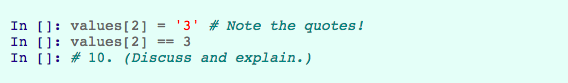 In []: values[2] = '3' # Note the quotes!
In []: values[2] == 3
In []: # 10. (Discuss and explain.)